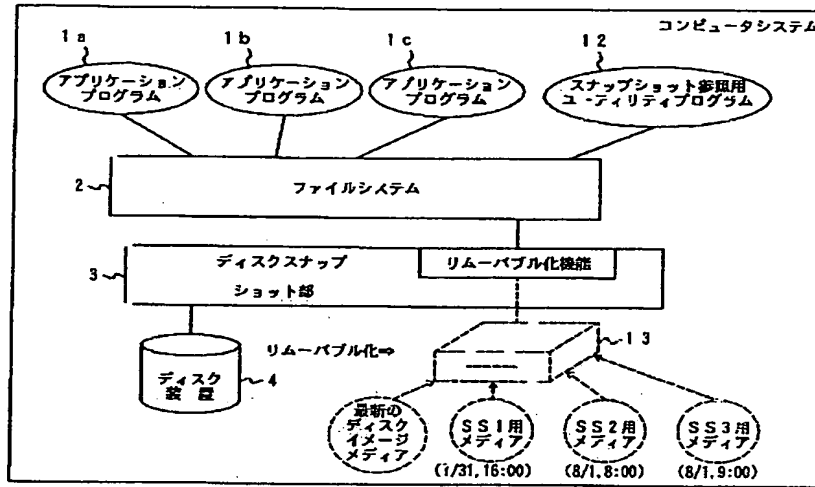 コンピュータシステム
1a
1b
1c
12
アプリケーション
プログラム
アプリケーション
プログラム
アプリケーション
プログラム
スナップショット参照用
ユーティリティプログラム
2
ファイルシステム
3
ディスクスナップ
ショット部
リムーバブル化機能
リムーバブル化⇒
13
ディスク
装置
4
最新の
ディスク
イメージ
メディア
SS1用
メディア
SS2用
メディア
SS3用
メディア
(7/31,16:00)
(8/1,8:00)
(8/1,9:00)